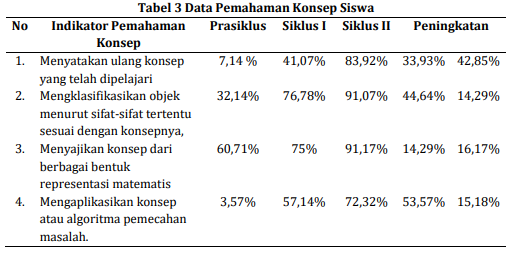 Tabel 3 Data Pemahaman Konsep Siswa
No Indikator Pemahaman Konsep Prasiklus Siklus I Siklus II Peningkatan
1. Menyatakan ulang konsep 7,14 % 41,07% 83,92% 33,93% 42,85%
yang telah dipelajari
2. Mengklasifikasikan objek 32,14% 76,78% 91,07% 44,64% 14,29%
menurut sifat-sifat tertentu
sesuai dengan konsepnya,
3. Menyajikan konsep dari 60,71% 75% 91,17% 14,29% 16,17%
berbagai bentuk
representasi matematis
4. Mengaplikasikan konsep 3,57% 57,14% 72,32% 53,57% 15,18%
atau algoritma pemecahan
masalah.